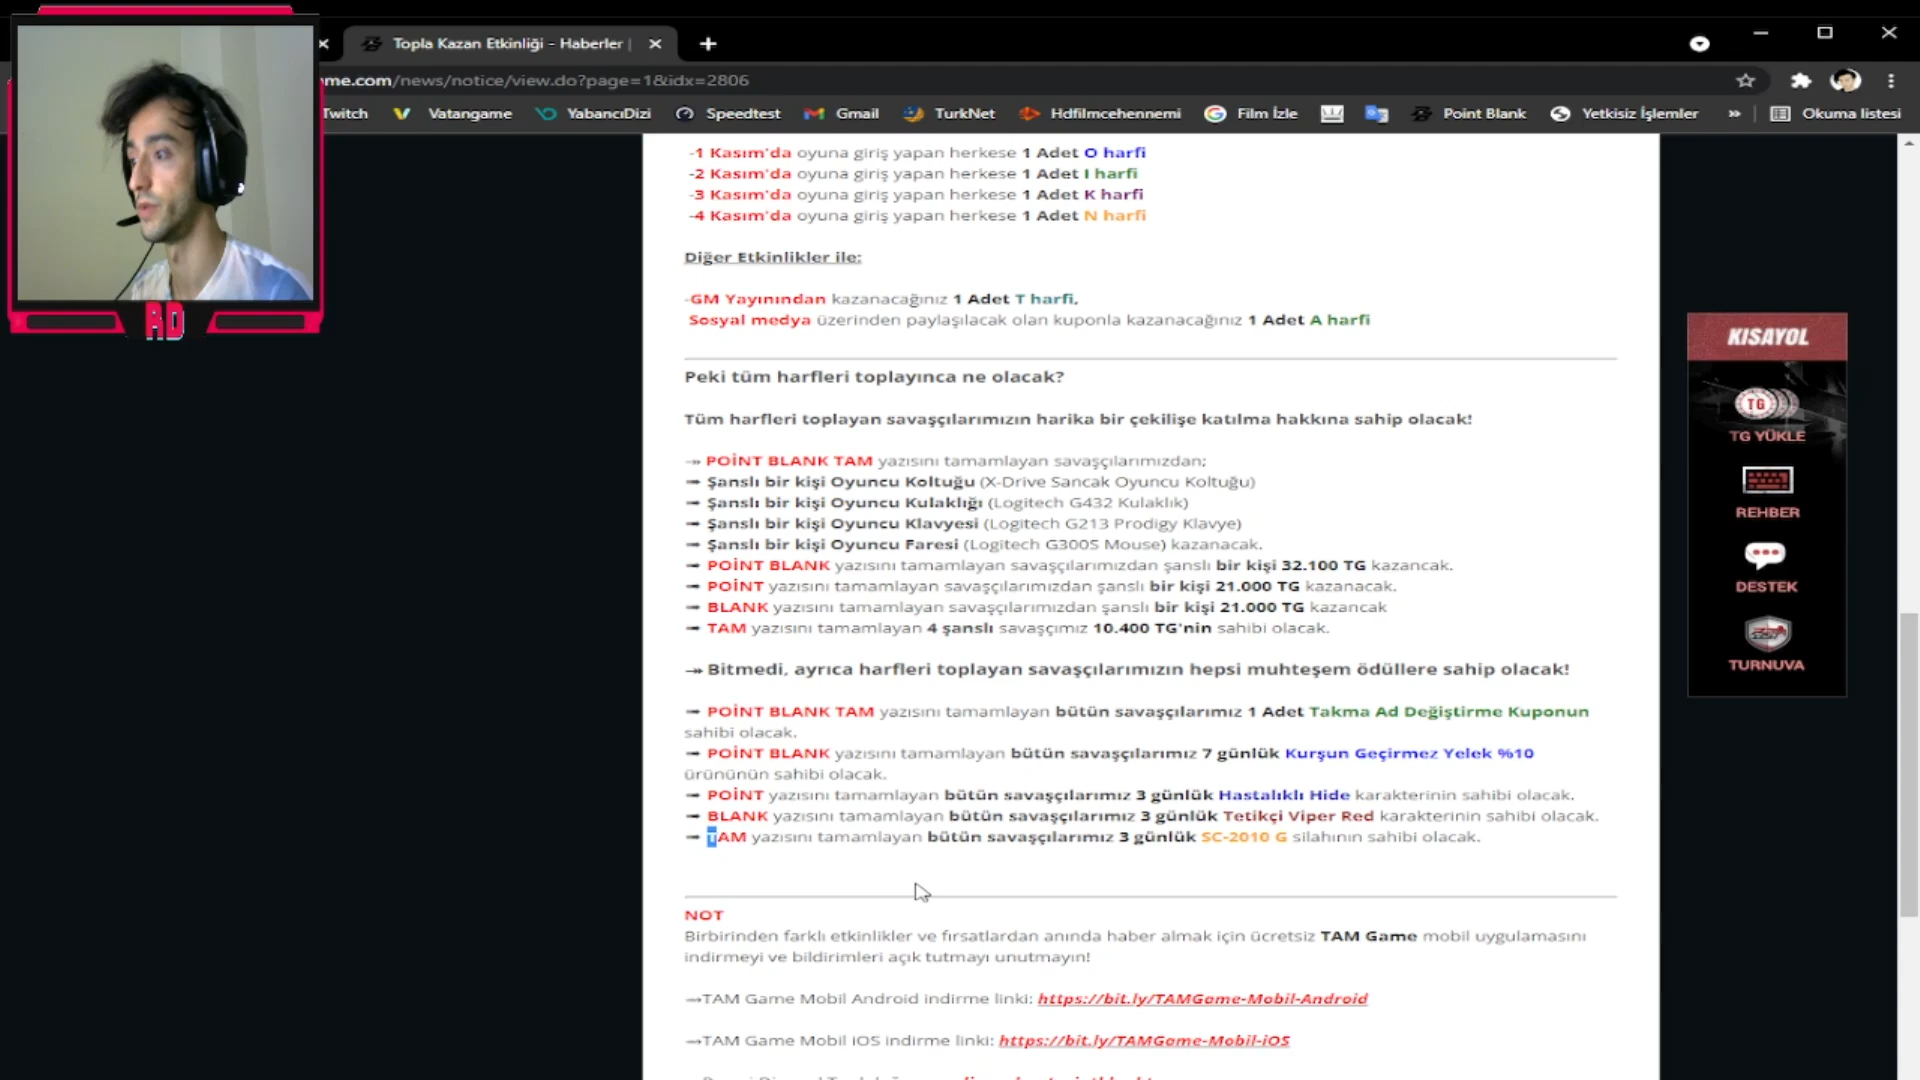 Topla Kazan Etkinliği - Haberler |
me.com/news/notice/view.do?page=1&idx=2806
Twitch
Vatangame
YabancıDizi
Speedtest
Gmail
TurkNet
Hdfilmcehennemi
Film İzle
Point Blank
Yetkisiz İşlemler
»
Okuma listesi
-1 Kasım'da oyuna giriş yapan herkese 1 Adet O harfi
-2 Kasım'da oyuna giriş yapan herkese 1 Adet I harfi
-3 Kasım'da oyuna giriş yapan herkese 1 Adet K harfi
-4 Kasım'da oyuna giriş yapan herkese 1 Adet N harfi
Diğer Etkinlikler ile:
-GM Yayınından kazanacağınız 1 Adet T harfi,
Sosyal medya üzerinden paylaşılacak olan kuponla kazanacağınız 1 Adet A harfi
Peki tüm harfleri toplayınca ne olacak?
Tüm harfleri toplayan savaşçılarımızın harika bir çekilişe katılma hakkına sahip olacak!
→ POİNT BLANK TAM yazısını tamamlayan savaşçılarımızdan;
➡ Şanslı bir kişi Oyuncu Koltuğu (X-Drive Sancak Oyuncu Koltuğu)
➡ Şanslı bir kişi Oyuncu Kulaklığı (Logitech G432 Kulaklık)
➡ Şanslı bir kişi Oyuncu Klavyesi (Logitech G213 Prodigy Klavye)
➡ Şanslı bir kişi Oyuncu Faresi (Logitech G300S Mouse) kazanacak.
➡ POİNT BLANK yazısını tamamlayan savaşçılarımızdan şanslı bir kişi 32.100 TG kazancak.
➡ POİNT yazısını tamamlayan savaşçılarımızdan şanslı bir kişi 21.000 TG kazanacak.
➡ BLANK yazısını tamamlayan savaşçılarımızdan şanslı bir kişi 21.000 TG kazancak
➡ TAM yazısını tamamlayan 4 şanslı savaşçımız 10.400 TG'nin sahibi olacak.
→ Bitmedi, ayrıca harfleri toplayan savaşçılarımızın hepsi muhteşem ödüllere sahip olacak!
➡ POİNT BLANK TAM yazısını tamamlayan bütün savaşçılarımız 1 Adet Takma Ad Değiştirme Kuponun
sahibi olacak.
➡ POİNT BLANK yazısını tamamlayan bütün savaşçılarımız 7 günlük Kurşun Geçirmez Yelek %10
ürününün sahibi olacak.
➡ POİNT yazısını tamamlayan bütün savaşçılarımız 3 günlük Hastalıklı Hide karakterinin sahibi olacak.
➡ BLANK yazısını tamamlayan bütün savaşçılarımız 3 günlük Tetikçi Viper Red karakterinin sahibi olacak.
➡ TAM yazısını tamamlayan bütün savaşçılarımız 3 günlük SC-2010 G silahının sahibi olacak.
NOT
Birbirinden farklı etkinlikler ve fırsatlardan anında haber almak için ücretsiz TAM Game mobil uygulamasını
indirmeyi ve bildirimleri açık tutmayı unutmayın!
→TAM Game Mobil Android indirme linki: https://bit.ly/TAMGame-Mobil-Android
→TAM Game Mobil iOS indirme linki: https://bit.ly/TAMGame-Mobil-iOS
KISAYOL
TG
TG YÜKLE
REHBER
DESTEK
TURNUVA
RD